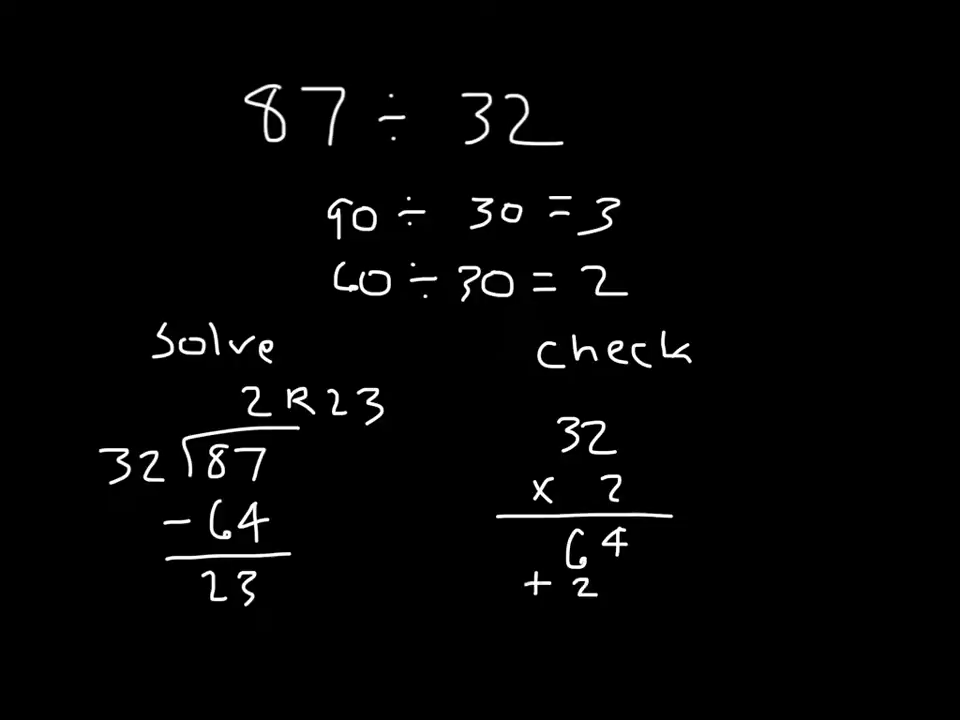 87 ÷ 32
90 ÷ 30 = 3
60 ÷ 30 = 2
Solve
2 R23
32 87
- 64
23
check
32
x 2
64
+ 2